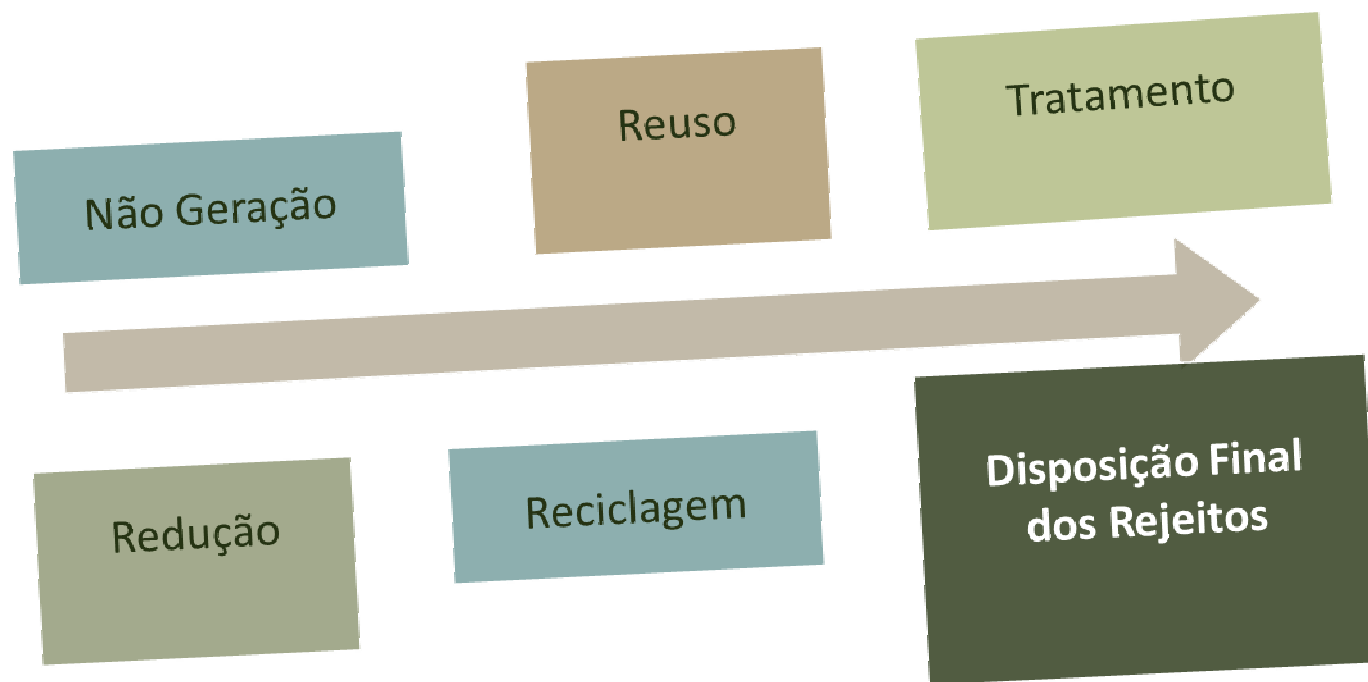 Não Geração
Reuso
Tratamento
Redução
Reciclagem
Disposição Final
dos Rejeitos